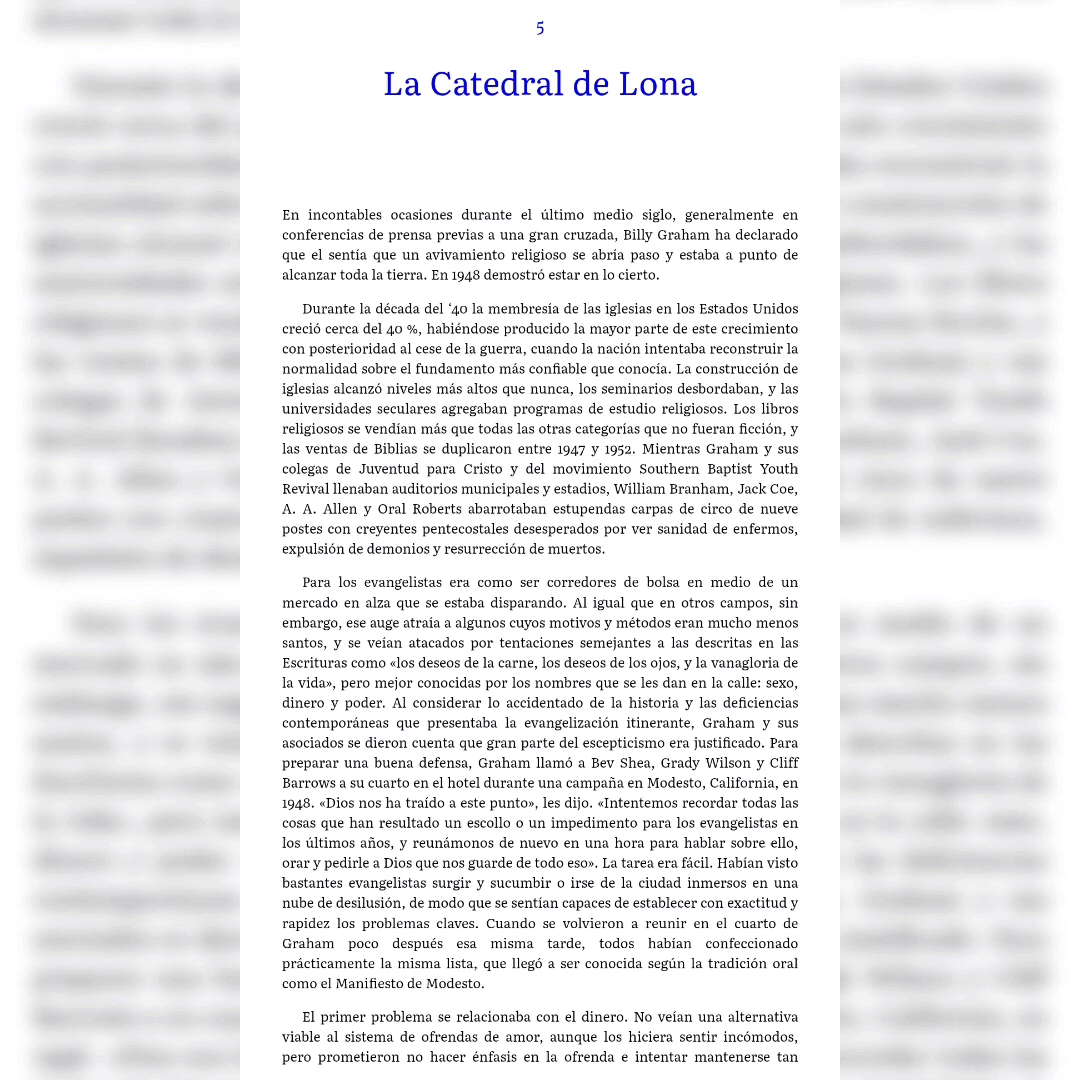 5
La Catedral de Lona
En incontables ocasiones durante el último medio siglo, generalmente en
conferencias de prensa previas a una gran cruzada, Billy Graham ha declarado
que el sentía que un avivamiento religioso se abría paso y estaba a punto de
alcanzar toda la tierra. En 1948 demostró estar en lo cierto.
Durante la década del ‘40 la membresía de las iglesias en los Estados Unidos
creció cerca del 40 %, habiéndose producido la mayor parte de este crecimiento
con posterioridad al cese de la guerra, cuando la nación intentaba reconstruir la
normalidad sobre el fundamento más confiable que conocía. La construcción de
iglesias alcanzó niveles más altos que nunca, los seminarios desbordaban, y las
universidades seculares agregaban programas de estudio religiosos. Los libros
religiosos se vendían más que todas las otras categorías que no fueran ficción, y
las ventas de Biblias se duplicaron entre 1947 y 1952. Mientras Graham y sus
colegas de Juventud para Cristo y del movimiento Southern Baptist Youth
Revival llenaban auditorios municipales y estadios, William Branham, Jack Coe,
A. A. Allen y Oral Roberts abarrotaban estupendas carpas de circo de nueve
postes con creyentes pentecostales desesperados por ver sanidad de enfermos,
expulsión de demonios y resurrección de muertos.
Para los evangelistas era como ser corredores de bolsa en medio de un
mercado en alza que se estaba disparando. Al igual que en otros campos, sin
embargo, ese auge atraía a algunos cuyos motivos y métodos eran mucho menos
santos, y se veían atacados por tentaciones semejantes a las descritas en las
Escrituras como «los deseos de la carne, los deseos de los ojos, y la vanagloria de
la vida», pero mejor conocidas por los nombres que se les dan en la calle: sexo,
dinero y poder. Al considerar lo accidentado de la historia y las deficiencias
contemporáneas que presentaba la evangelización itinerante, Graham y sus
asociados se dieron cuenta que gran parte del escepticismo era justificado. Para
preparar una buena defensa, Graham llamó a Bev Shea, Grady Wilson y Cliff
Barrows a su cuarto en el hotel durante una campaña en Modesto, California, en
1948. «Dios nos ha traído a este punto», les dijo. «Intentemos recordar todas las
cosas que han resultado un escollo o un impedimento para los evangelistas en
los últimos años, y reunámonos de nuevo en una hora para hablar sobre ello,
orar y pedirle a Dios que nos guarde de todo eso». La tarea era fácil. Habían visto
bastantes evangelistas surgir y sucumbir o irse de la ciudad inmersos en una
nube de desilusión, de modo que se sentían capaces de establecer con exactitud y
rapidez los problemas claves. Cuando se volvieron a reunir en el cuarto de
Graham poco después esa misma tarde, todos habían confeccionado
prácticamente la misma lista, que llegó a ser conocida según la tradición oral
como el Manifiesto de Modesto.
El primer problema se relacionaba con el dinero. No veían una alternativa
viable al sistema de ofrendas de amor, aunque los hiciera sentir incómodos,
pero prometieron no hacer énfasis en la ofrenda e intentar mantenerse tan